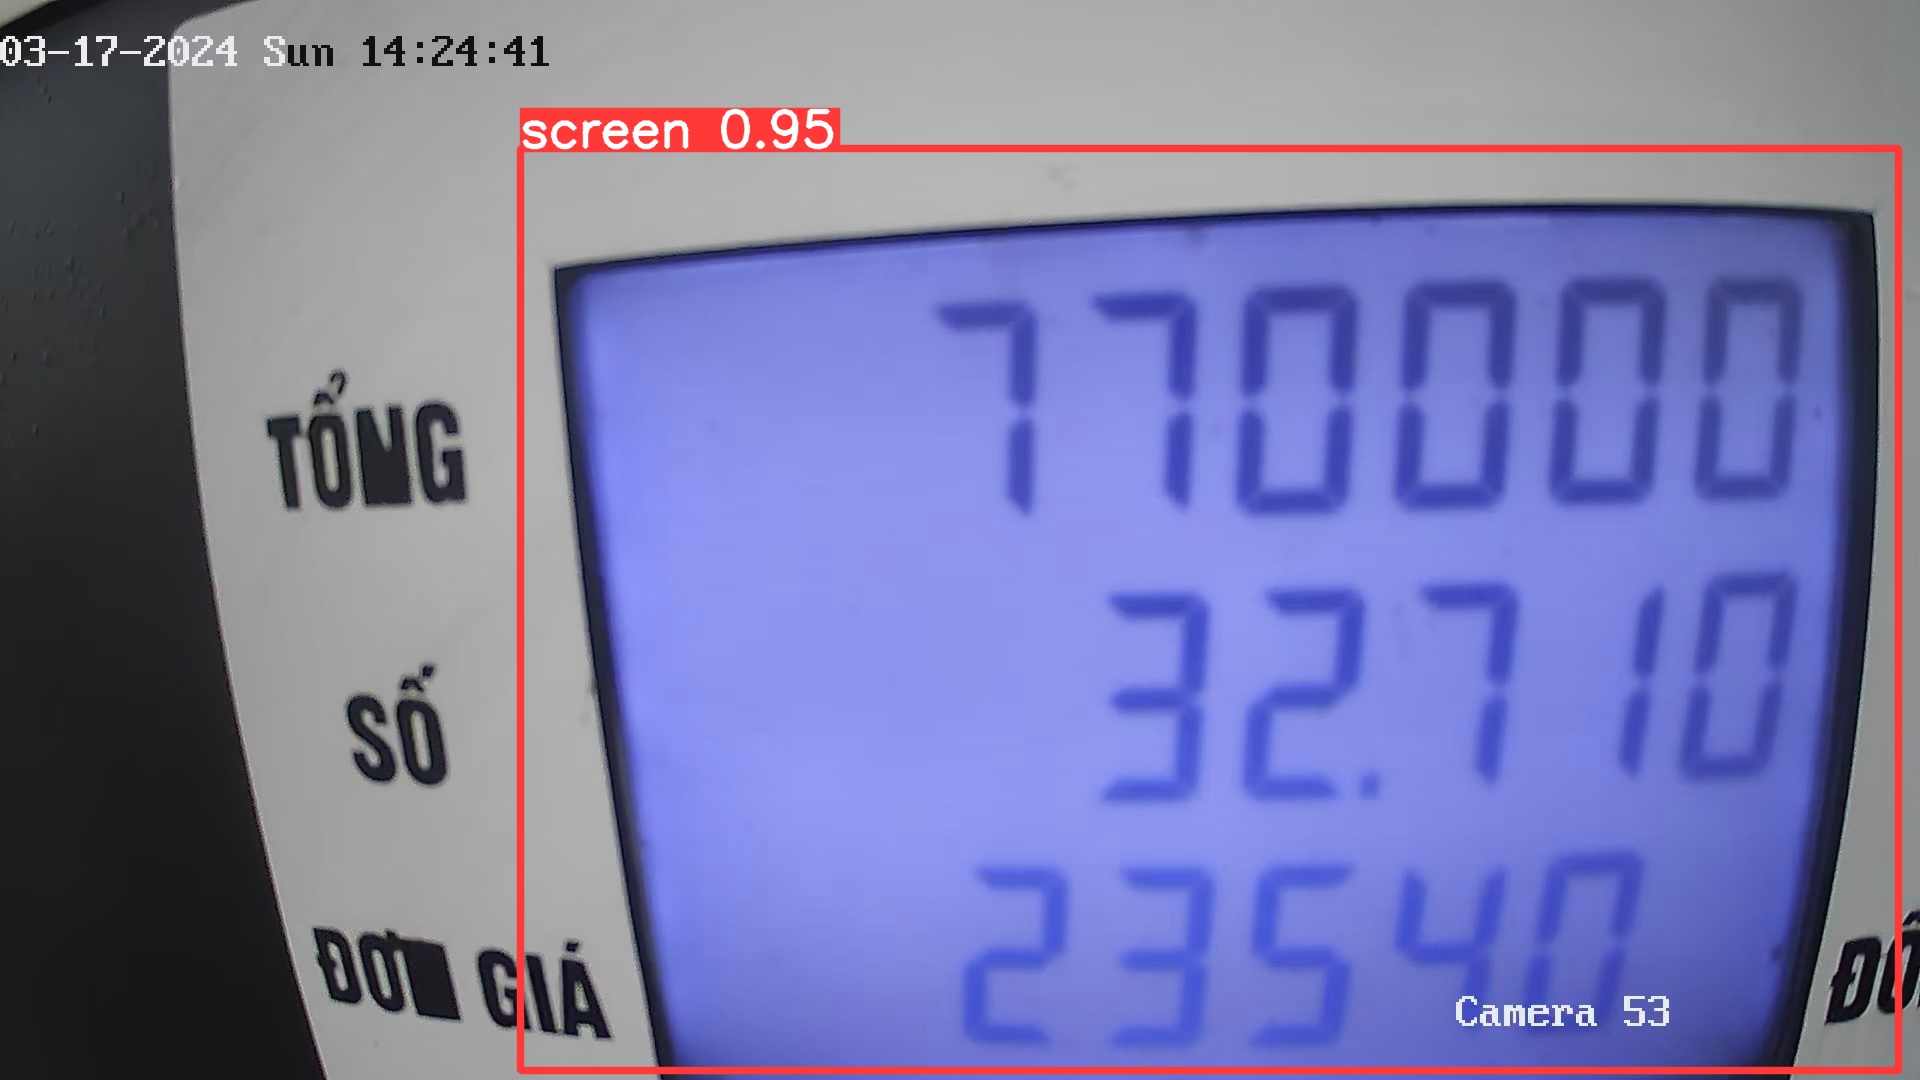 03-17-2024 Sun 14:24:41
screen 0.95
TỔNG 770000
SỐ 32.710
ĐƠN GIÁ 23540
Camera 53